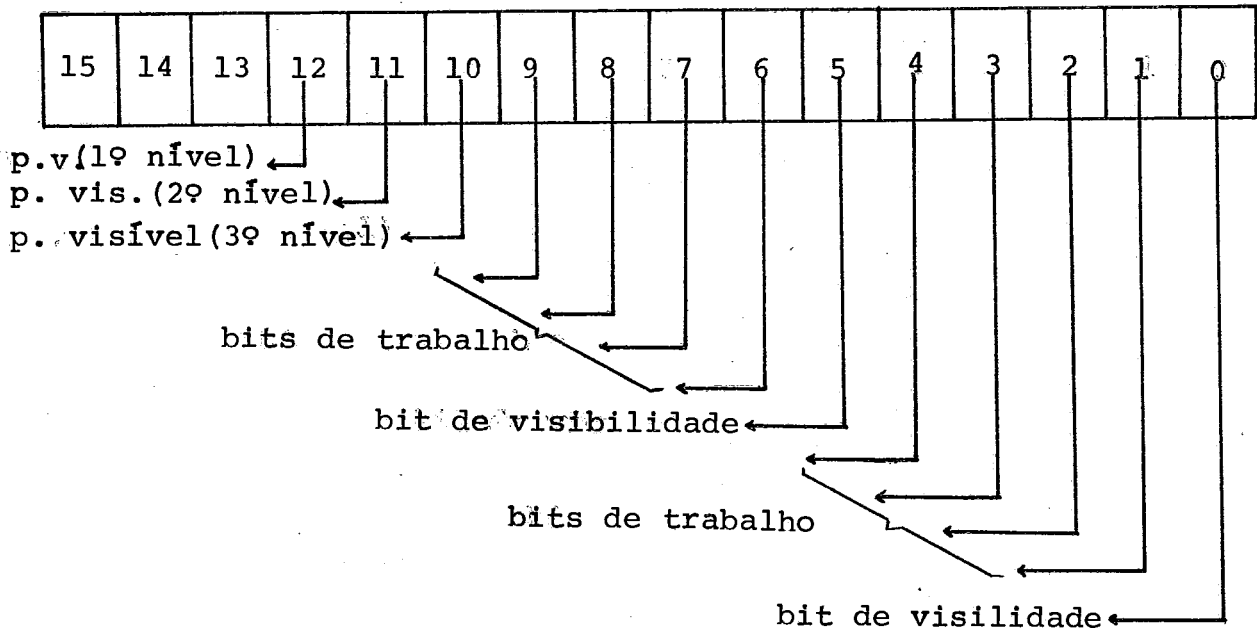 15 14 13 12 11 10 9 8 7 6 5 4 3 2 1 0
p.v.(1º nível)
p. vis.(2º nível)
p. visível(3º nível)
bits de trabalho
bit de visibilidade
bits de trabalho
bit de visilidade